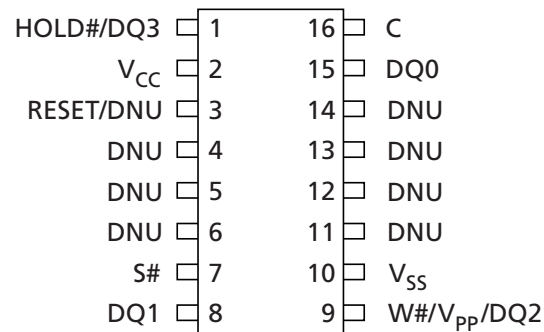 HOLD#/DQ3 1 16 C
VCC 2 15 DQ0
RESET/DNU 3 14 DNU
DNU 4 13 DNU
DNU 5 12 DNU
DNU 6 11 DNU
S# 7 10 VSS
DQ1 8 9 W#/VPP/DQ2